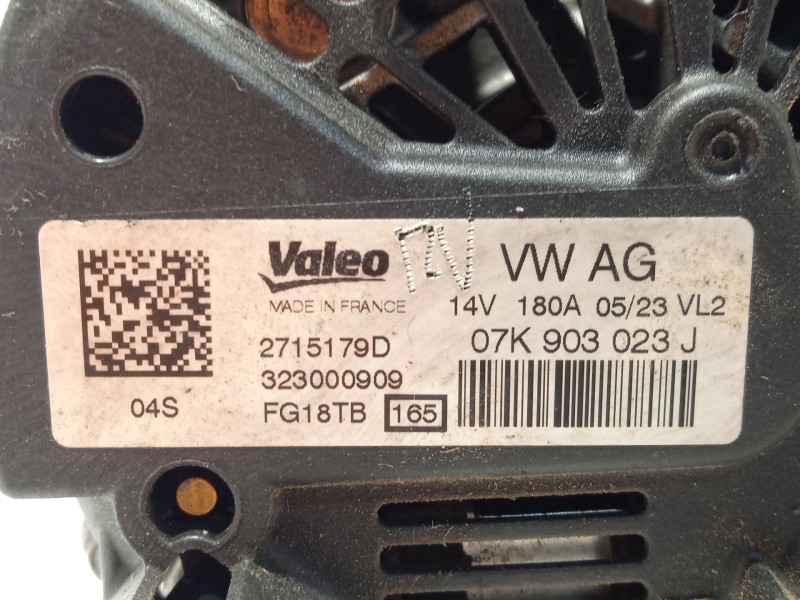 Valeo
MADE IN FRANCE
VW AG
14V 180A 05/23 VL2
2715179D
07K 903 023 J
323000909
04S
FG18TB 165